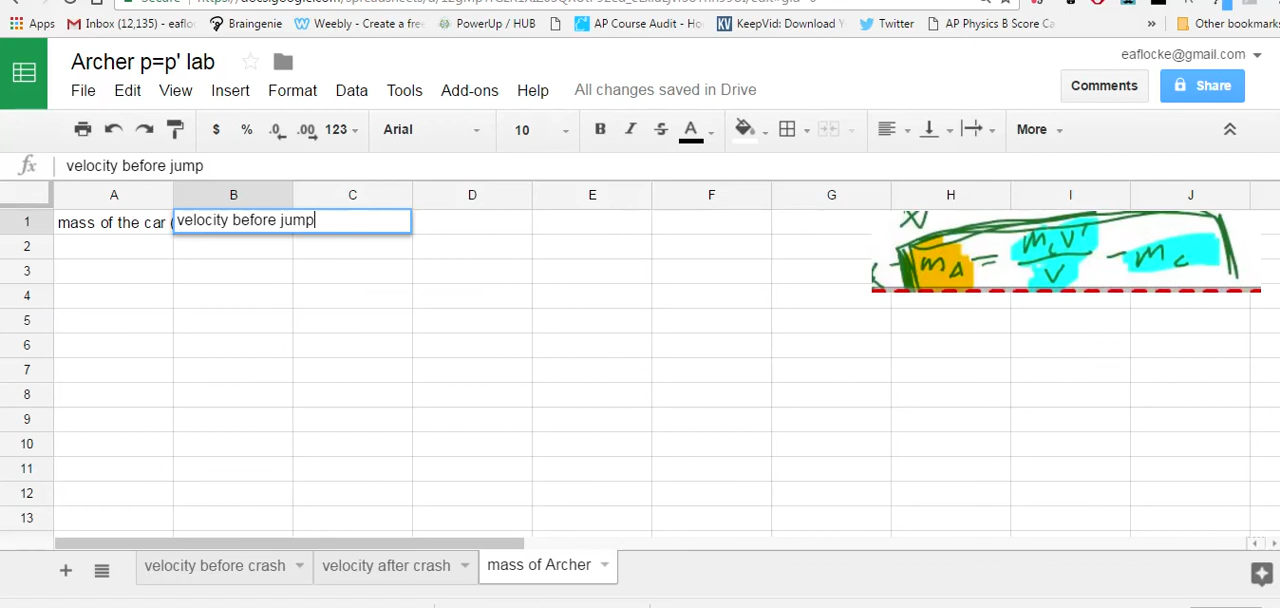 Apps Inbox (12,135) - eaflo Braingenie Weebly - Create a free PowerUp / HUB AP Course Audit - Ho KeepVid: Download Y Twitter AP Physics B Score Ca » Other bookmarks
Archer p=p' lab
eaflocke@gmail.com
File Edit View Insert Format Data Tools Add-ons Help All changes saved in Drive
Comments Share
$ % .0 .00 123 Arial 10 B I S A More
fx velocity before jump
A B C D E F G H I J
1 mass of the car ( velocity before jump
mA = mcv' / v - mc
2
3
4
5
6
7
8
9
10
11
12
13
+ velocity before crash velocity after crash mass of Archer